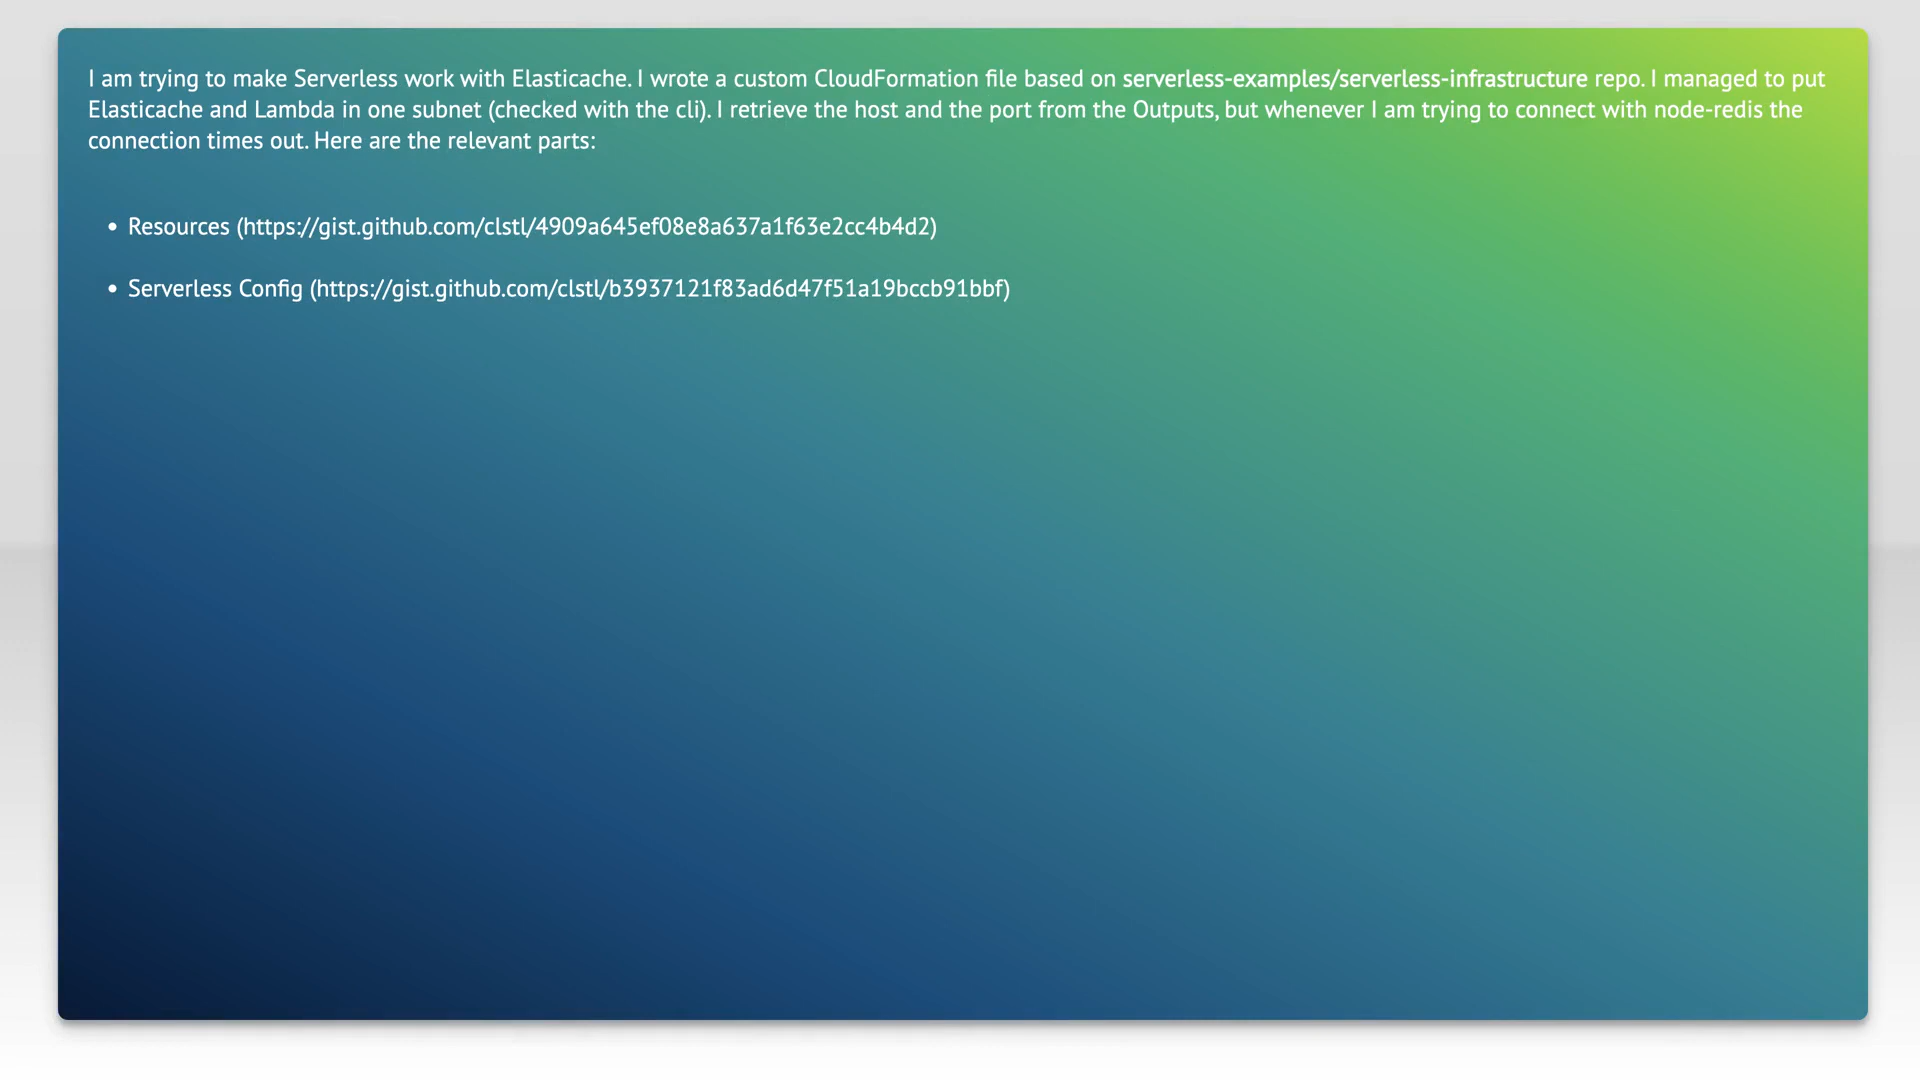 I am trying to make Serverless work with Elasticache. I wrote a custom CloudFormation file based on serverless-examples/serverless-infrastructure repo. I managed to put
Elasticache and Lambda in one subnet (checked with the cli). I retrieve the host and the port from the Outputs, but whenever I am trying to connect with node-redis the
connection times out. Here are the relevant parts:
• Resources (https://gist.github.com/clstl/4909a645ef08e8a637a1f63e2cc4b4d2)
• Serverless Config (https://gist.github.com/clstl/b3937121f83ad6d47f51a19bccb91bbf)